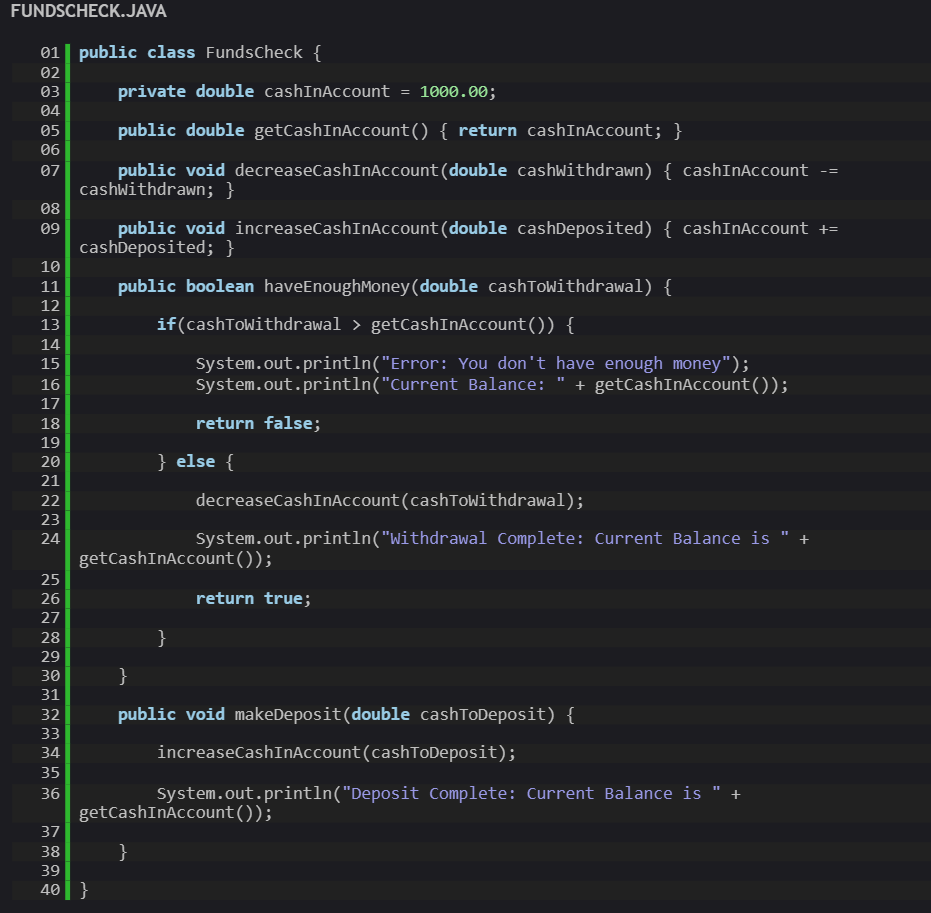 FUNDSCHECK.JAVA
01 public class FundsCheck {
02
03     private double cashInAccount = 1000.00;
04
05     public double getCashInAccount() { return cashInAccount; }
06
07     public void decreaseCashInAccount(double cashWithdrawn) { cashInAccount -=
cashWithdrawn; }
08
09     public void increaseCashInAccount(double cashDeposited) { cashInAccount +=
cashDeposited; }
10
11     public boolean haveEnoughMoney(double cashToWithdrawal) {
12
13         if(cashToWithdrawal > getCashInAccount()) {
14
15             System.out.println("Error: You don't have enough money");
16             System.out.println("Current Balance: " + getCashInAccount());
17
18             return false;
19
20         } else {
21
22             decreaseCashInAccount(cashToWithdrawal);
23
24             System.out.println("Withdrawal Complete: Current Balance is " +
getCashInAccount());
25
26             return true;
27
28         }
29
30     }
31
32     public void makeDeposit(double cashToDeposit) {
33
34         increaseCashInAccount(cashToDeposit);
35
36         System.out.println("Deposit Complete: Current Balance is " +
getCashInAccount());
37
38     }
39
40 }